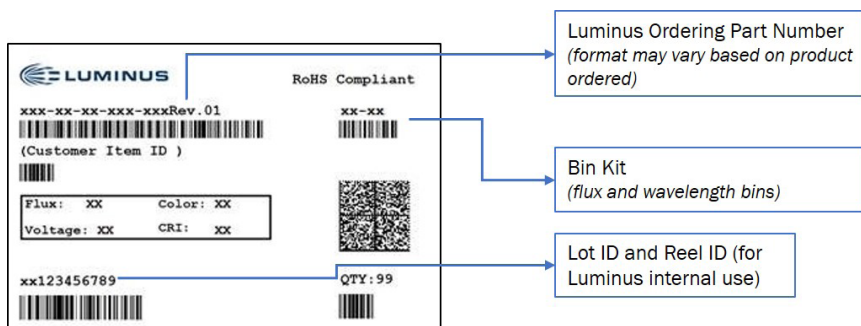 LUMINUS
RoHS Compliant
xxx-xx-xx-xxx-xxxRev.01
xx-xx
(Customer Item ID )
Flux: XX Color: XX
Voltage: XX CRI: XX
xx123456789
QTY:99
Luminus Ordering Part Number
(format may vary based on product
ordered)
Bin Kit
(flux and wavelength bins)
Lot ID and Reel ID (for
Luminus internal use)